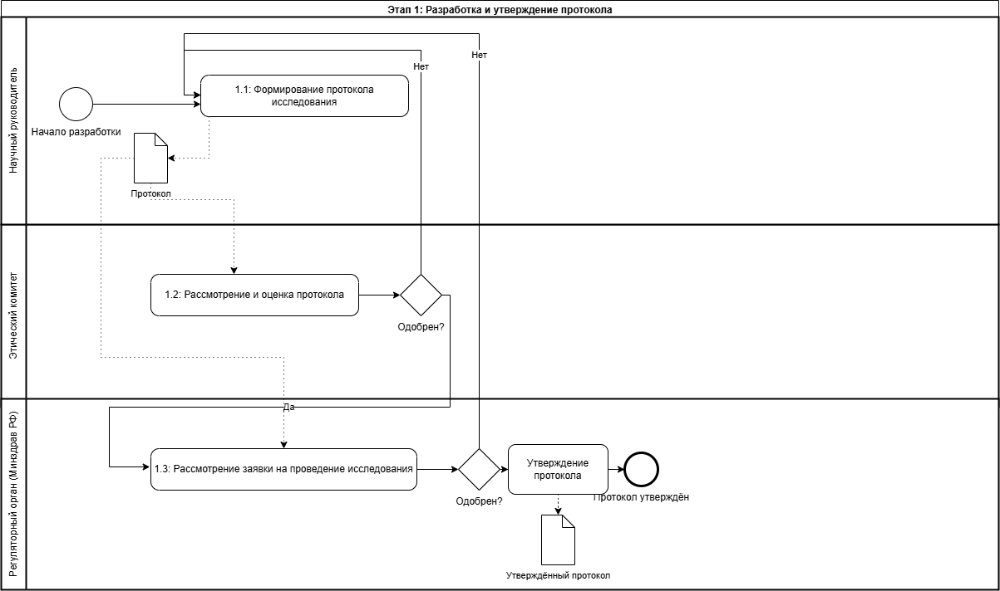 Этап 1: Разработка и утверждение протокола
Научный руководитель
Нет
Нет
1.1: Формирование протокола
исследования
Начало разработки
Протокол
Этический комитет
1.2: Рассмотрение и оценка протокола
Одобрен?
Да
Регуляторный орган (Минздрав РФ)
1.3: Рассмотрение заявки на проведение исследования
Одобрен?
Утверждение
протокола
Протокол утверждён
Утверждённый протокол